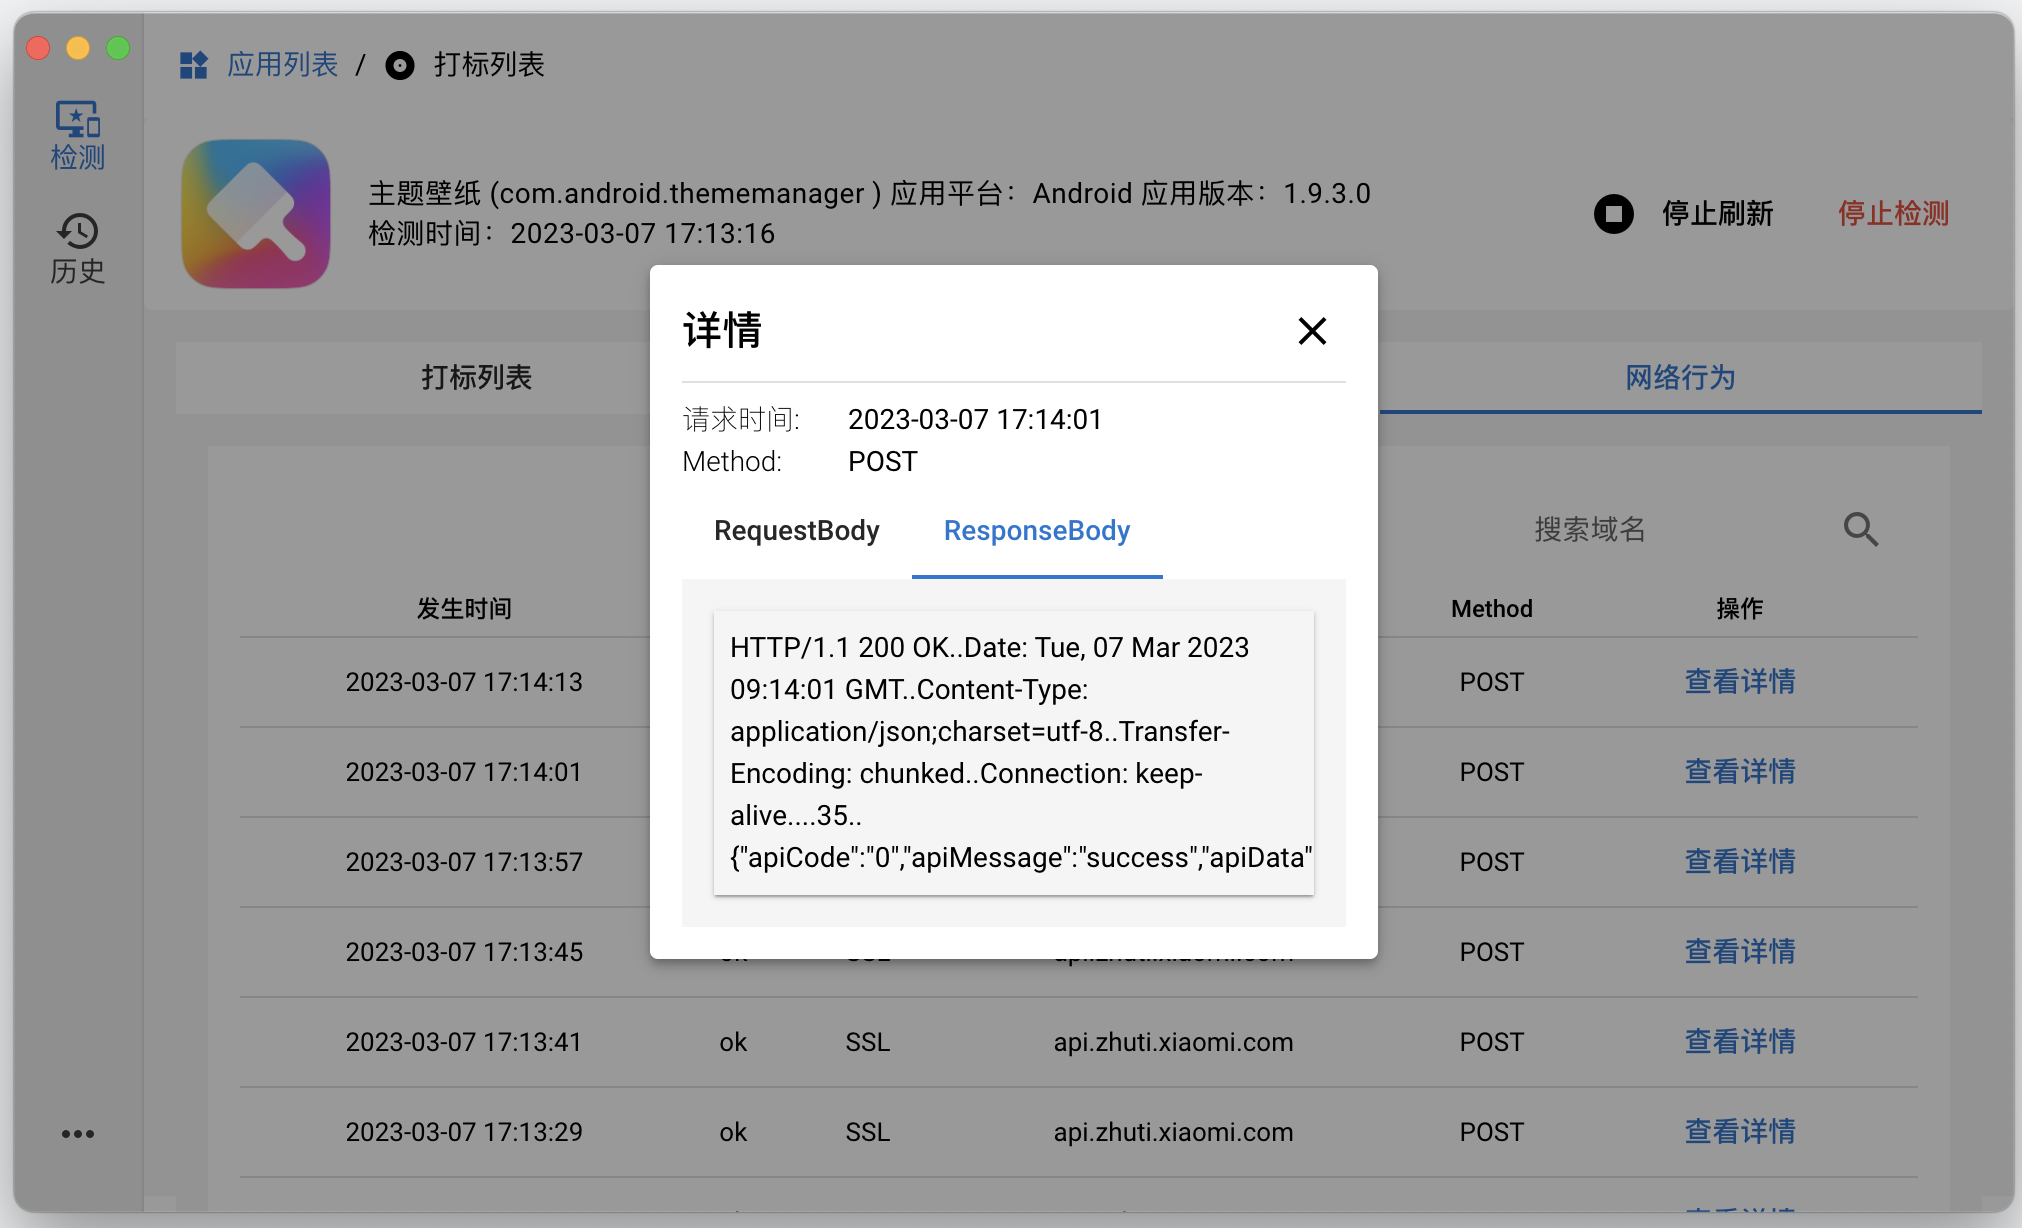 应用列表 / 打标列表
检测
历史
主题壁纸 (com.android.thememanager ) 应用平台：Android 应用版本：1.9.3.0
检测时间：2023-03-07 17:13:16
停止刷新 停止检测
打标列表 网络行为
详情
请求时间: 2023-03-07 17:14:01
Method: POST
RequestBody ResponseBody
HTTP/1.1 200 OK..Date: Tue, 07 Mar 2023
09:14:01 GMT..Content-Type:
application/json;charset=utf-8..Transfer-
Encoding: chunked..Connection: keep-
alive....35..
{"apiCode":"0","apiMessage":"success","apiData"
搜索域名
发生时间 Method 操作
2023-03-07 17:14:13 POST 查看详情
2023-03-07 17:14:01 POST 查看详情
2023-03-07 17:13:57 POST 查看详情
2023-03-07 17:13:45 ok SSL api.zhuti.xiaomi.com POST 查看详情
2023-03-07 17:13:41 ok SSL api.zhuti.xiaomi.com POST 查看详情
2023-03-07 17:13:29 ok SSL api.zhuti.xiaomi.com POST 查看详情